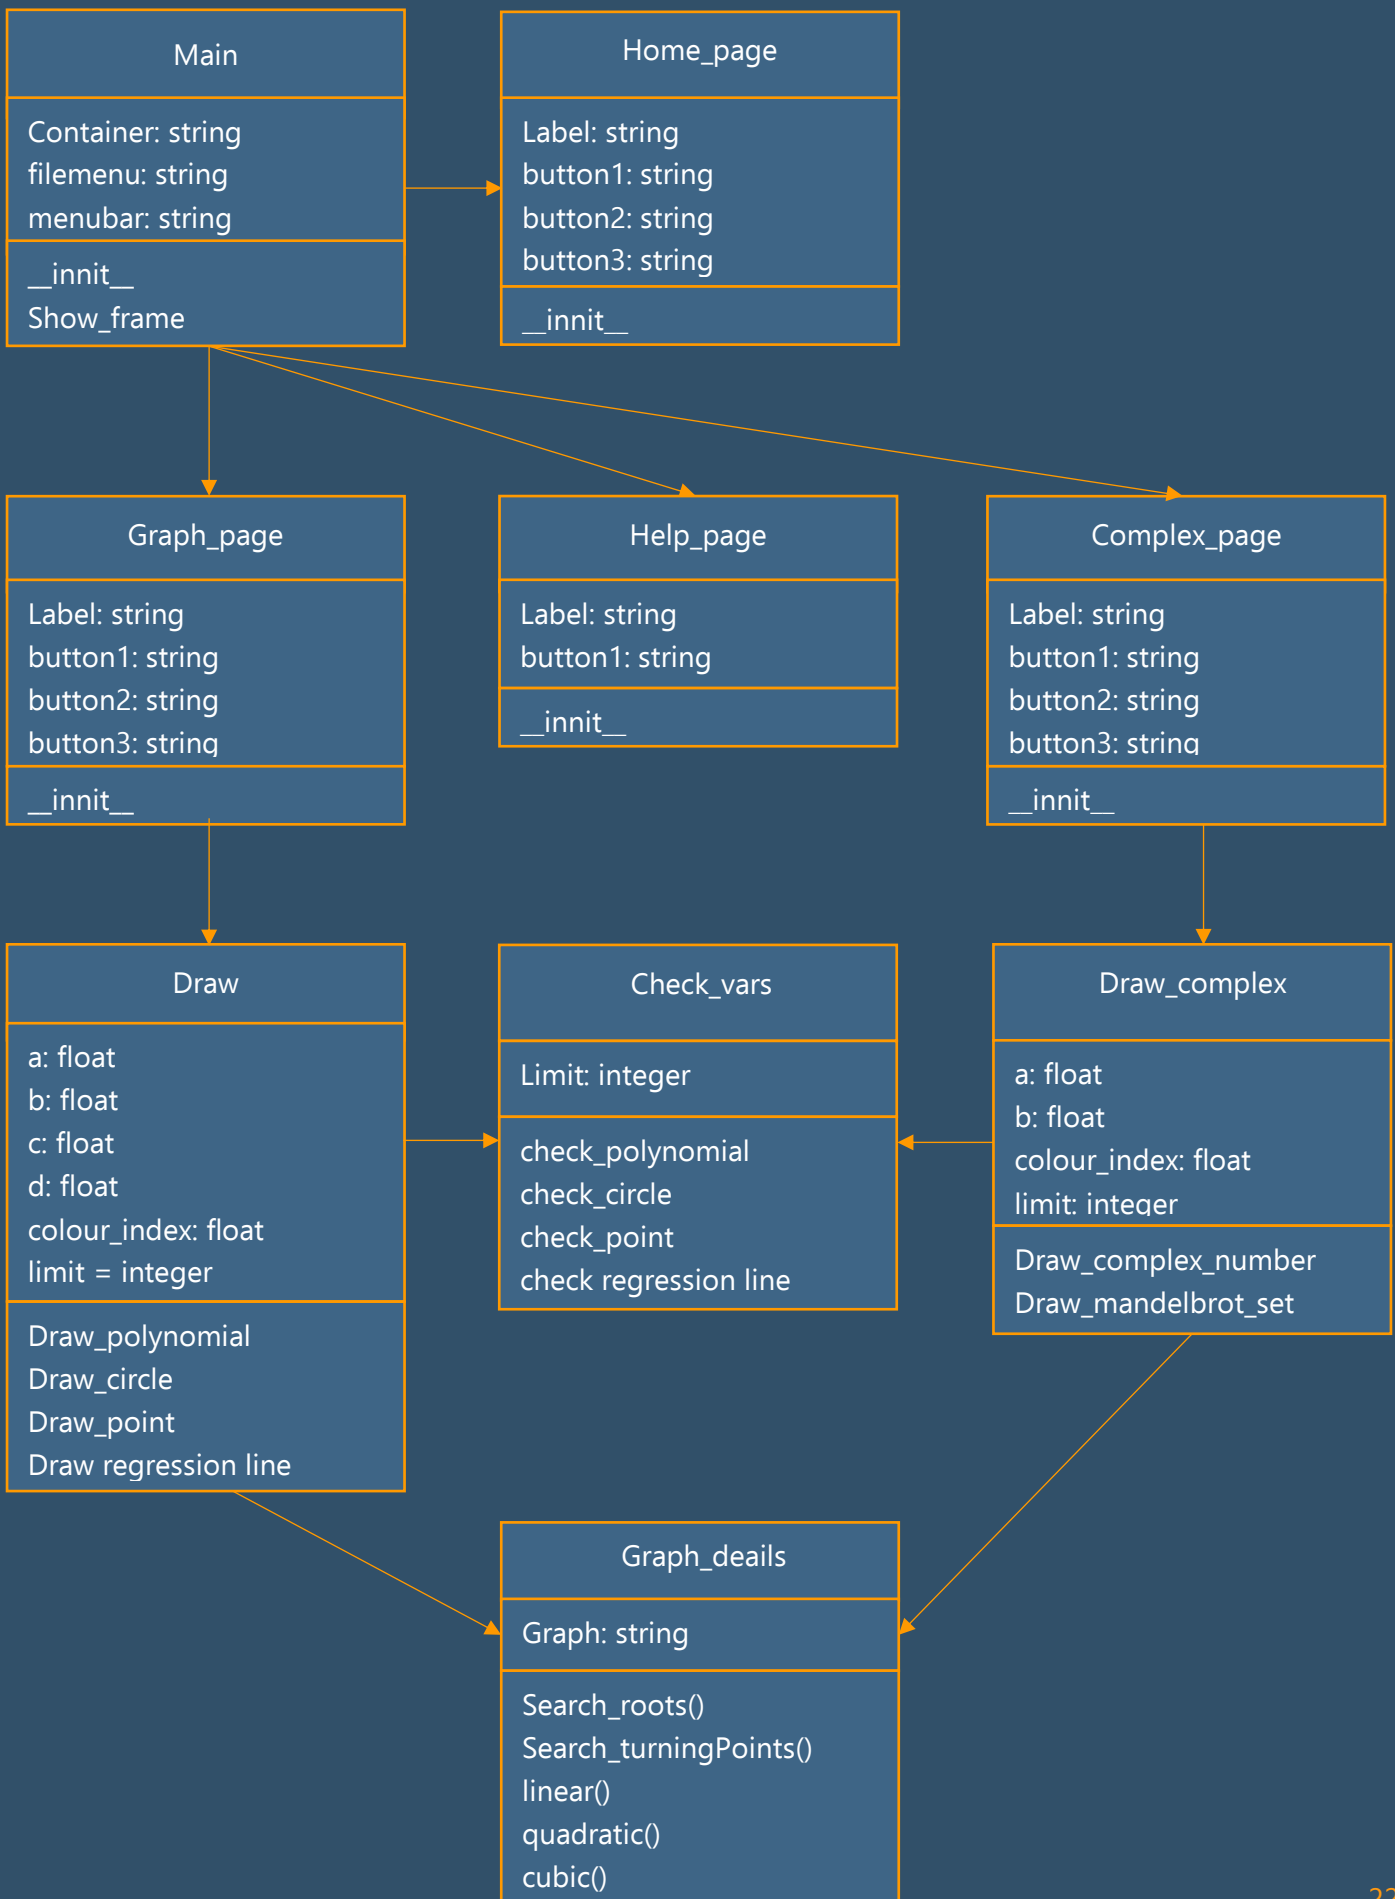 Main
Container: string
filemenu: string
menubar: string
__innit__
Show_frame
Home_page
Label: string
button1: string
button2: string
button3: string
__innit__
Graph_page
Label: string
button1: string
button2: string
button3: string
__innit__
Help_page
Label: string
button1: string
__innit__
Complex_page
Label: string
button1: string
button2: string
button3: string
__innit__
Draw
a: float
b: float
c: float
d: float
colour_index: float
limit = integer
Draw_polynomial
Draw_circle
Draw_point
Draw regression line
Check_vars
Limit: integer
check_polynomial
check_circle
check_point
check regression line
Draw_complex
a: float
b: float
colour_index: float
limit: integer
Draw_complex_number
Draw_mandelbrot_set
Graph_deails
Graph: string
Search_roots()
Search_turningPoints()
linear()
quadratic()
cubic()